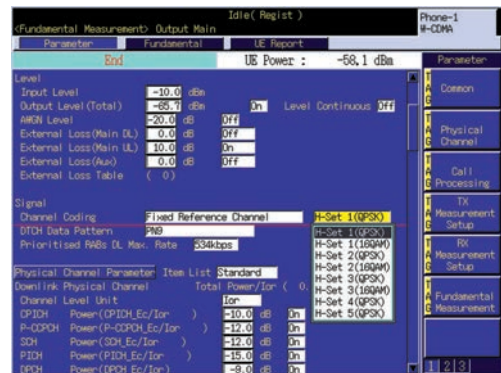 Idle( Regist )
Phone-1
<Fundamental Measurement> Output Main
W-CDMA
Parameter Fundamental UE Report
End UE Power : -58.1 dBm Parameter
Level
Input Level -10.0 dBm
Output Level(Total) -65.7 dBm On Level Continuous Off
AWGN Level -20.0 dB Off
External Loss(Main DL) 0.0 dB Off
External Loss(Main UL) 10.0 dB On
External Loss(Aux) 0.0 dB Off
External Loss Table ( 0)
Signal
Channel Coding Fixed Reference Channel H-Set 1(QPSK)
DTCH Data Pattern PN9
Prioritised RABs DL Max. Rate 534kbps
H-Set 1(QPSK)
H-Set 1(16QAM)
H-Set 2(QPSK)
H-Set 2(16QAM)
H-Set 3(QPSK)
H-Set 3(16QAM)
H-Set 4(QPSK)
H-Set 5(QPSK)
Physical Channel Parameter Item List Standard
Downlink Physical Channel Total Power/Ior ( 0.
Channel Level Unit Ior
CPICH Power(CPICH_Ec/Ior ) -10.0 dB On
P-CCPCH Power(P-CCPCH_Ec/Ior ) -12.0 dB On
SCH Power(SCH_Ec/Ior ) -12.0 dB On
PICH Power(PICH_Ec/Ior ) -15.0 dB On
DPCH Power(DPCH_Ec/Ior) -9.0 dB On
TAG Common
TAG Physical Channel
TAG Call Processing
TAG TX Measurement Setup
TAG RX Measurement Setup
TAG Fundamental Measurement
1 2 3